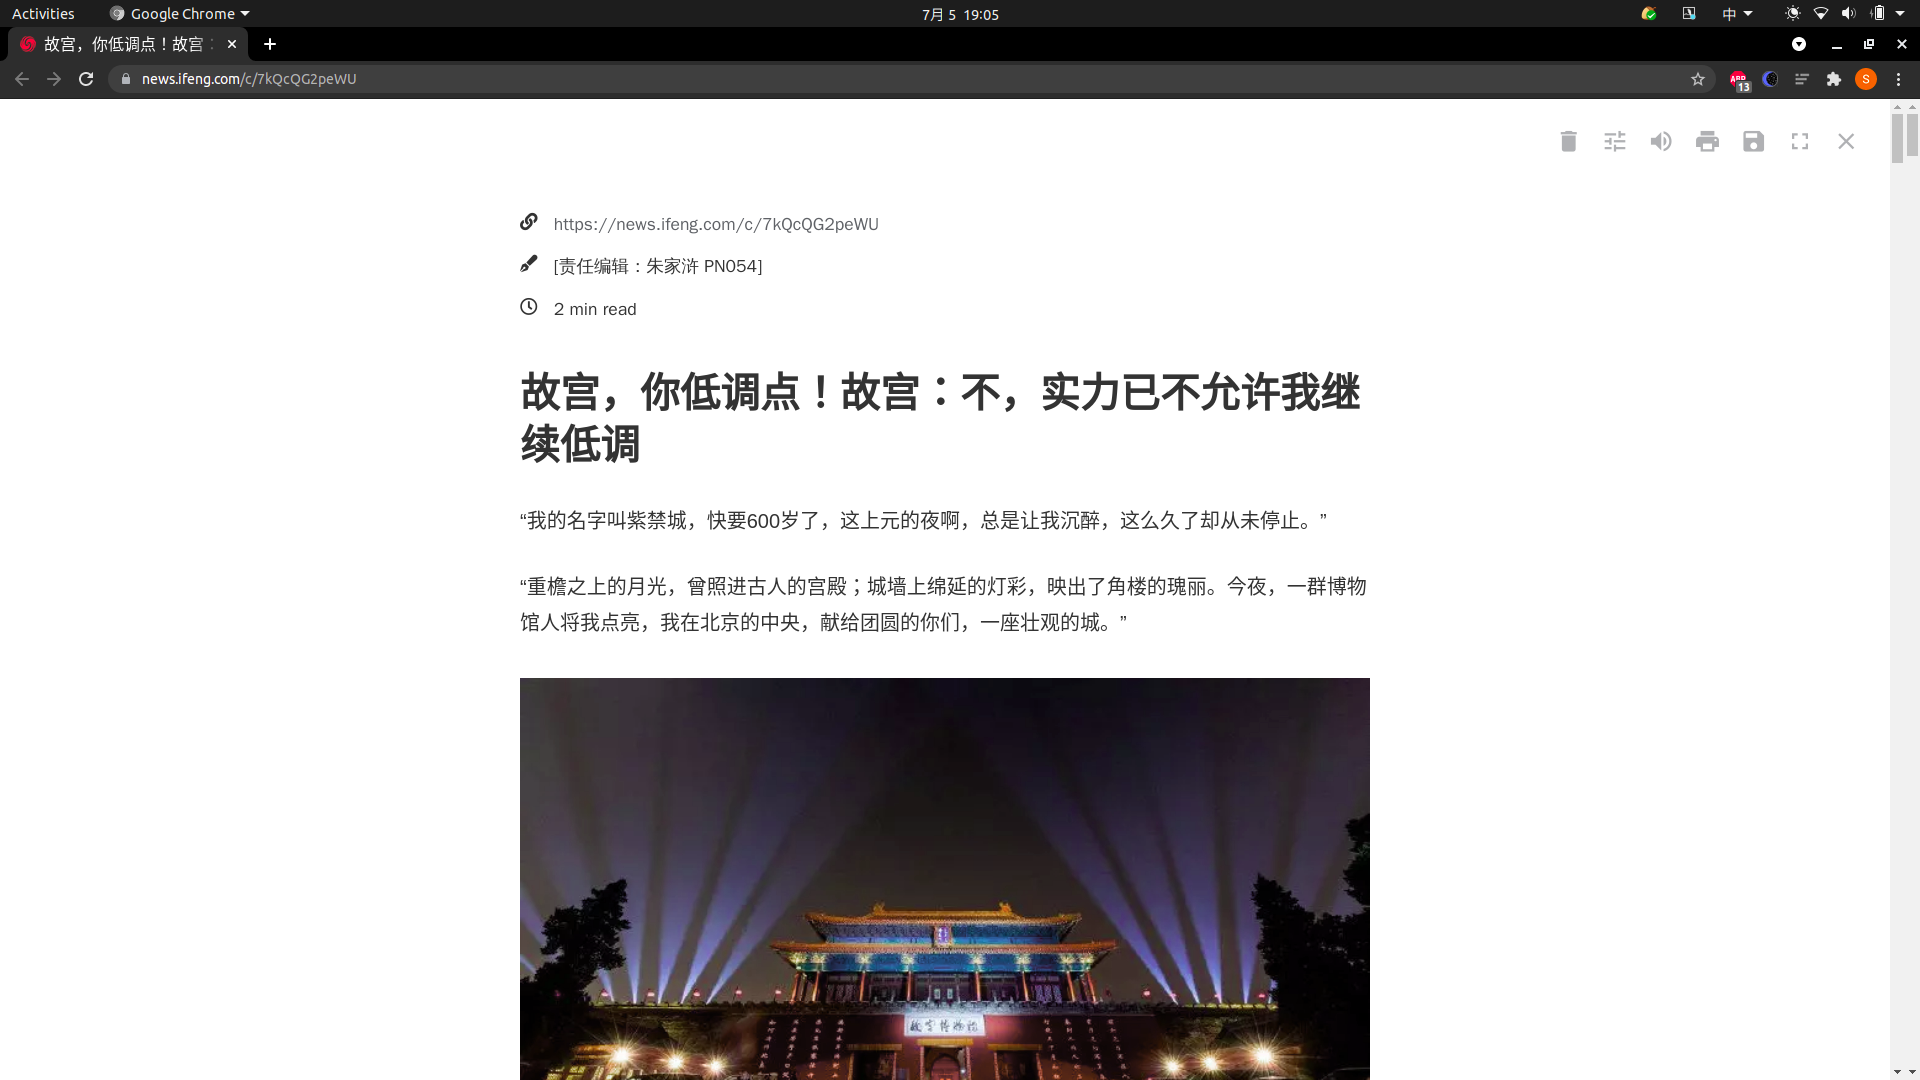 Activities
Google Chrome
7月 5 19:05
中
故宫，你低调点！故宫：
news.ifeng.com/c/7kQcQG2peWU
ABP
13
S
https://news.ifeng.com/c/7kQcQG2peWU
[责任编辑：朱家浒 PN054]
2 min read
故宫，你低调点！故宫：不，实力已不允许我继
续低调
“我的名字叫紫禁城，快要600岁了，这上元的夜啊，总是让我沉醉，这么久了却从未停止。”
“重檐之上的月光，曾照进古人的宫殿；城墙上绵延的灯彩，映出了角楼的瑰丽。今夜，一群博物
馆人将我点亮，我在北京的中央，献给团圆的你们，一座壮观的城。”
故宫博物院